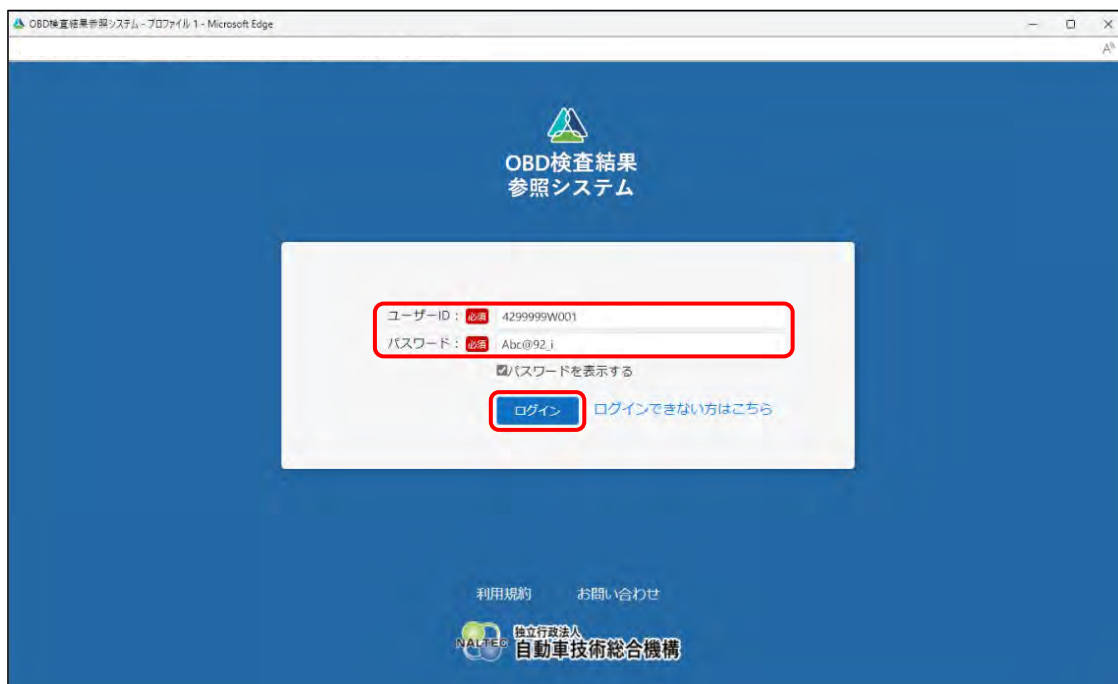 OBD検査結果参照システム - プロファイル 1 - Microsoft Edge
A
OBD検査結果
参照システム
ユーザーID： 必須 4299999W001
パスワード： 必須 Abc@92_i
パスワードを表示する
ログイン ログインできない方はこちら
利用規約 お問い合わせ
NALTEC 独立行政法人
自動車技術総合機構